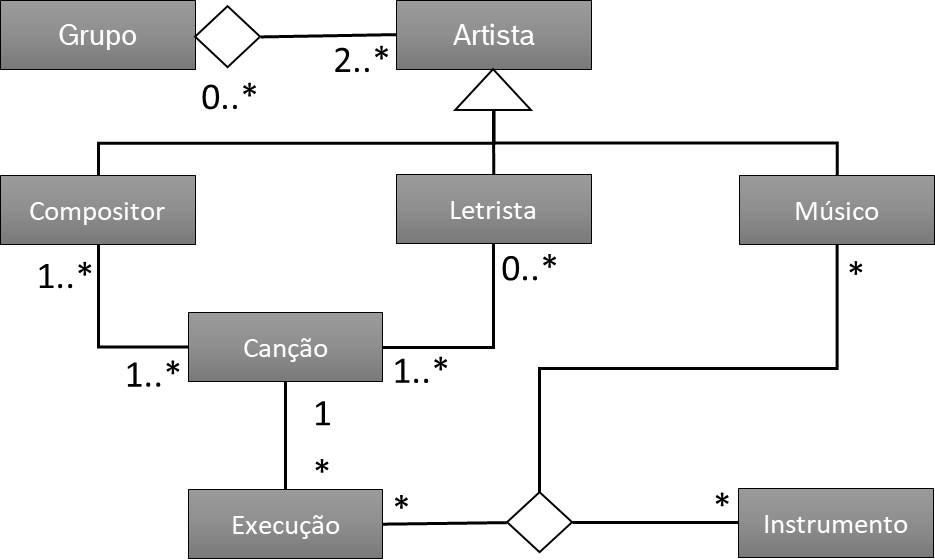 Grupo
Artista
2..*
0..*
Compositor
Letrista
Músico
1..*
0..*
*
Canção
1..*
1..*
1
*
Execução
*
*
Instrumento